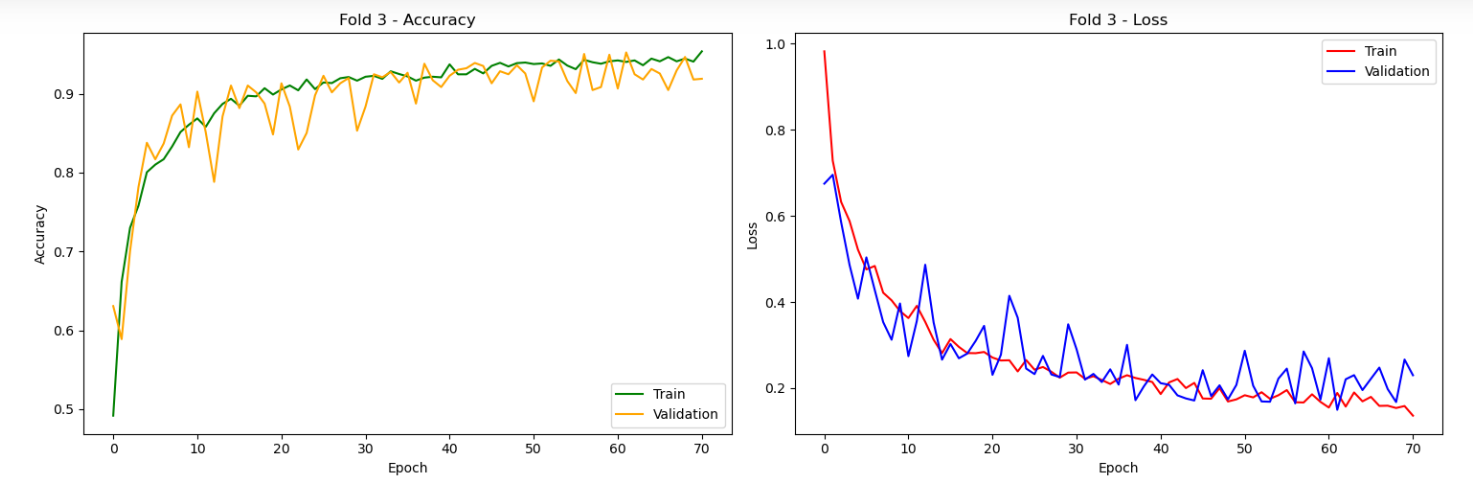 Fold 3 - Accuracy
Accuracy
0.9
0.8
0.7
0.6
0.5
0 10 20 30 40 50 60 70
Epoch
Train
Validation
Fold 3 - Loss
Loss
1.0
0.8
0.6
0.4
0.2
0 10 20 30 40 50 60 70
Epoch
Train
Validation